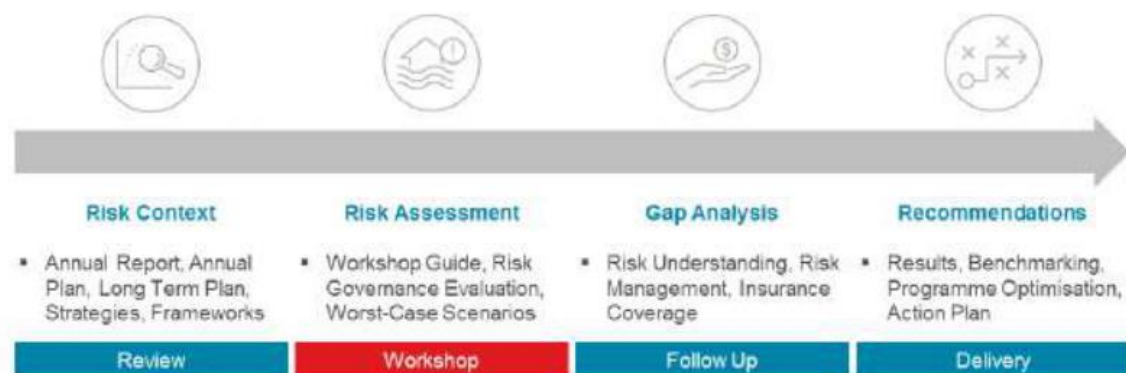 Risk Context
▪ Annual Report, Annual
Plan, Long Term Plan,
Strategies, Frameworks
Review
Risk Assessment
▪ Workshop Guide, Risk
Governance Evaluation,
Worst-Case Scenarios
Workshop
Gap Analysis
▪ Risk Understanding, Risk
Management, Insurance
Coverage
Follow Up
Recommendations
▪ Results, Benchmarking,
Programme Optimisation,
Action Plan
Delivery